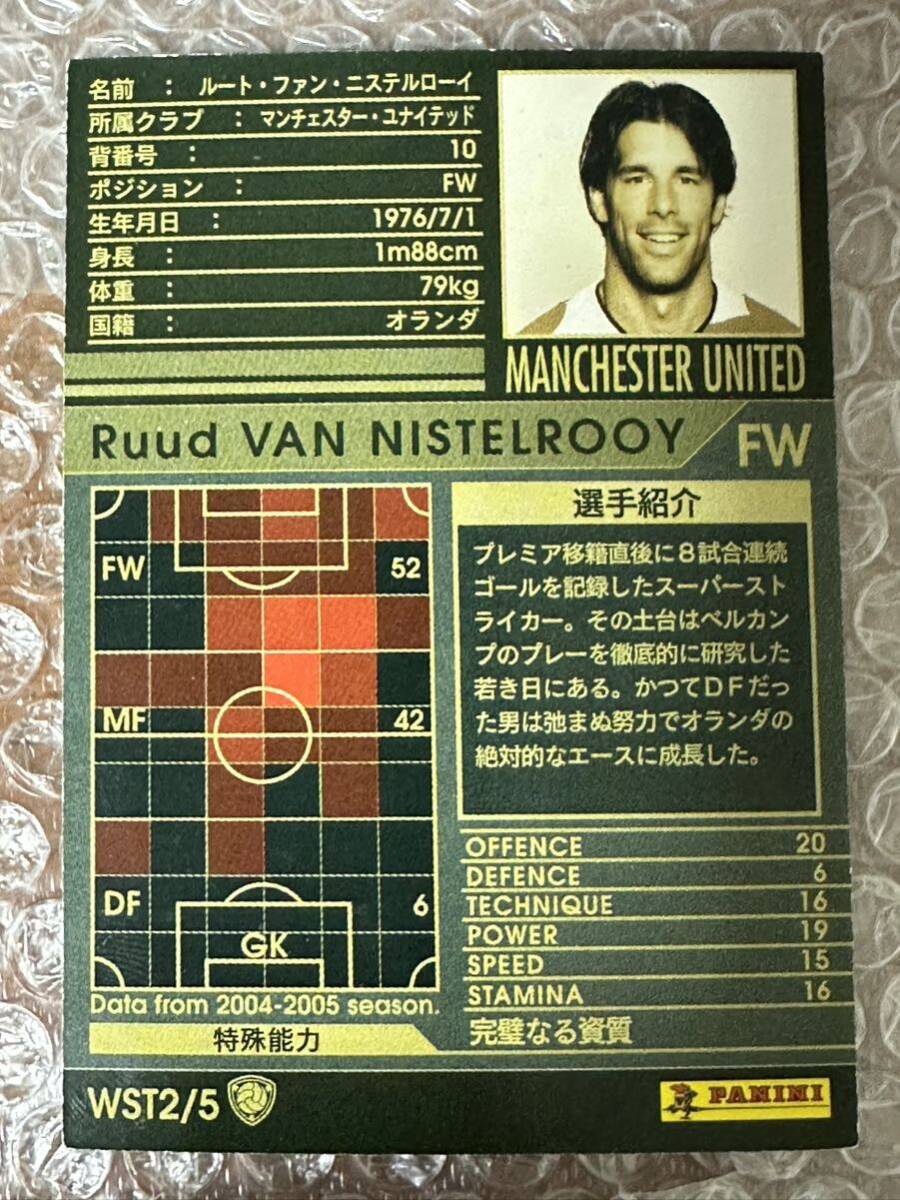 名前 : ルート・ファン・ニステルローイ
所属クラブ : マンチェスター・ユナイテッド
背番号 : 10
ポジション : FW
生年月日 : 1976/7/1
身長 : 1m88cm
体重 : 79kg
国籍 : オランダ
MANCHESTER UNITED
Ruud VAN NISTELROOY FW
FW 52
MF 42
DF 6
GK
Data from 2004-2005 season.
選手紹介
プレミア移籍直後に8試合連続
ゴールを記録したスーパースト
ライカー。その土台はベルカン
プのプレーを徹底的に研究した
若き日にある。かつてDFだっ
た男は弛まぬ努力でオランダの
絶対的なエースに成長した。
OFFENCE 20
DEFENCE 6
TECHNIQUE 16
POWER 19
SPEED 15
STAMINA 16
特殊能力 完璧なる資質
WST2/5
PANINI